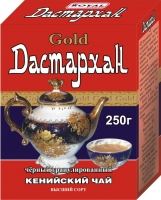 ROYAL
Дастархан
Gold
Дастархан
250г
чёрный гранулированный
КЕНИЙСКИЙ ЧАЙ
ВЫСШИЙ СОРТ